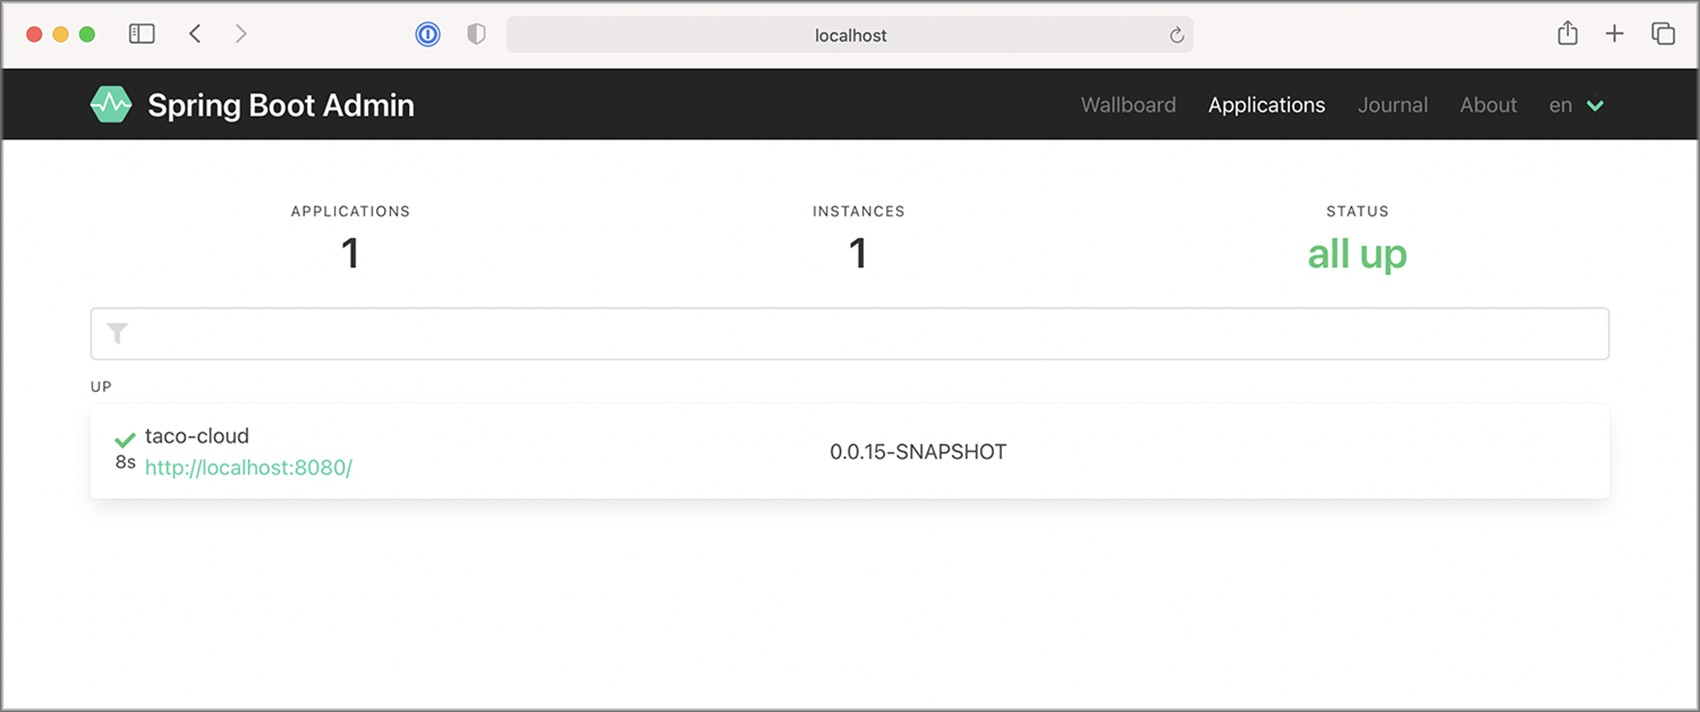 localhost
Spring Boot Admin
Wallboard Applications Journal About en
APPLICATIONS INSTANCES STATUS
1 1 all up
UP
taco-cloud
8s http://localhost:8080/
0.0.15-SNAPSHOT